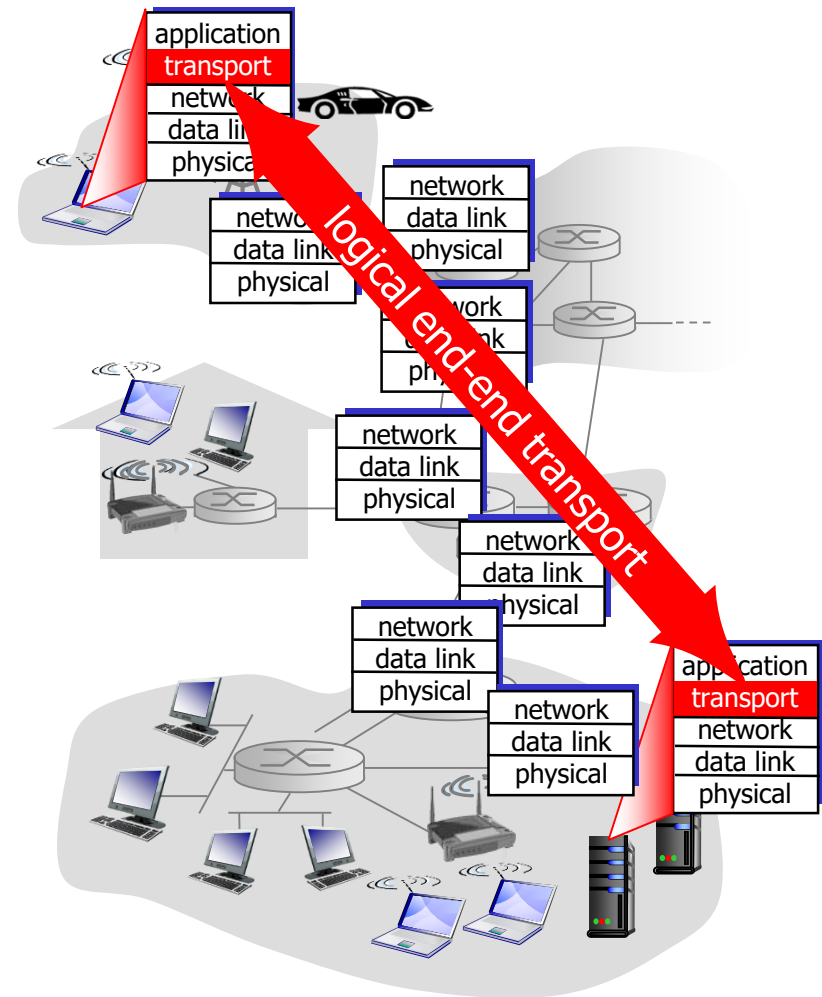 application
transport
network
data link
physical
network
data link
physical
network
data link
physical
logical end-end transport
network
network
data link
physical
network
data link
physical
network
data link
physical
network
data link
physical
application
transport
network
data link
physical